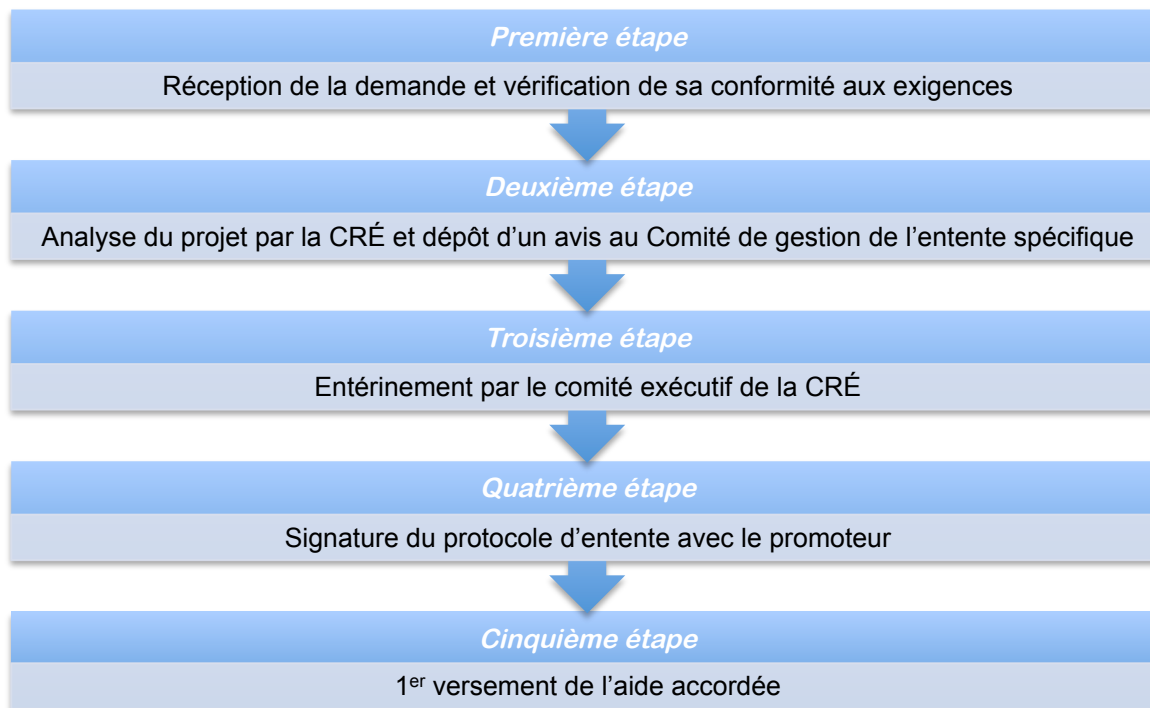 Première étape
Réception de la demande et vérification de sa conformité aux exigences
Deuxième étape
Analyse du projet par la CRÉ et dépôt d’un avis au Comité de gestion de l’entente spécifique
Troisième étape
Entérinement par le comité exécutif de la CRÉ
Quatrième étape
Signature du protocole d’entente avec le promoteur
Cinquième étape
1er versement de l’aide accordée